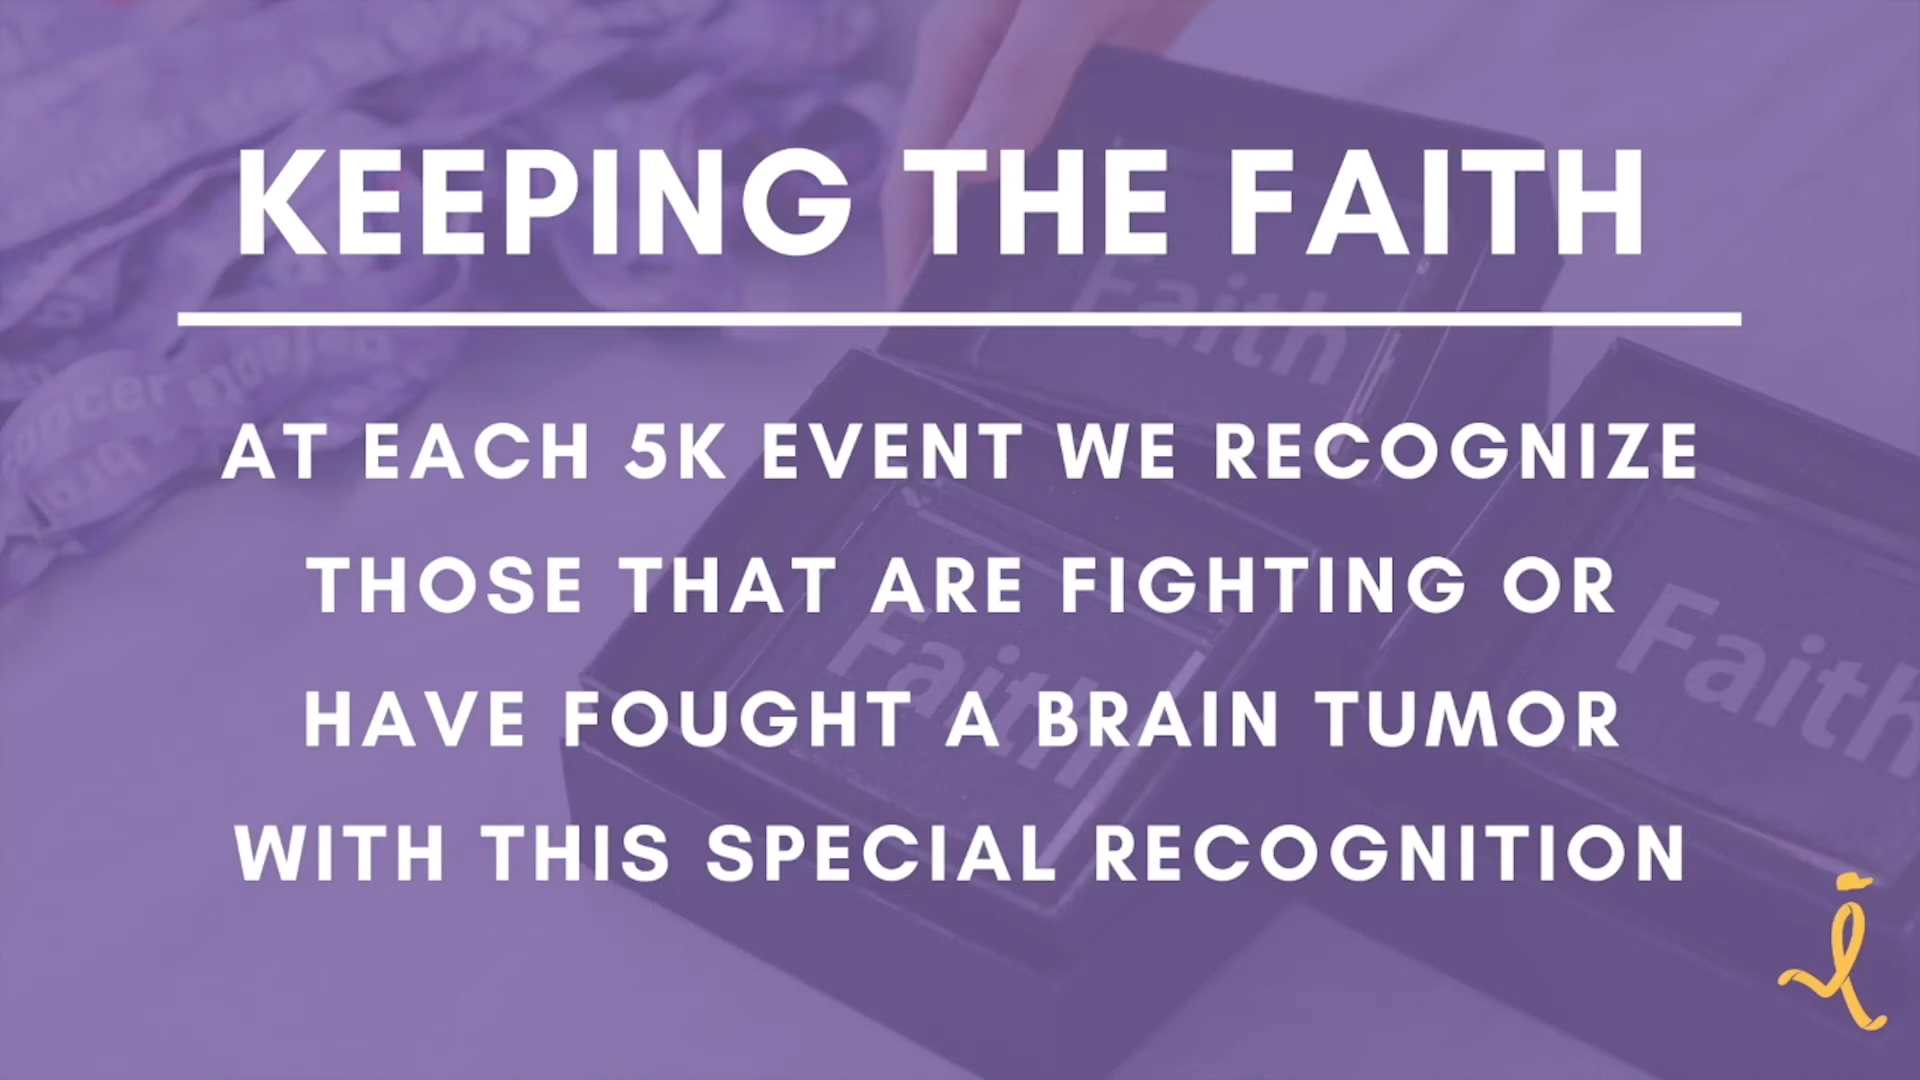 KEEPING THE FAITH
AT EACH 5K EVENT WE RECOGNIZE
THOSE THAT ARE FIGHTING OR
HAVE FOUGHT A BRAIN TUMOR
WITH THIS SPECIAL RECOGNITION
Faith
Faith
Faith
cancer